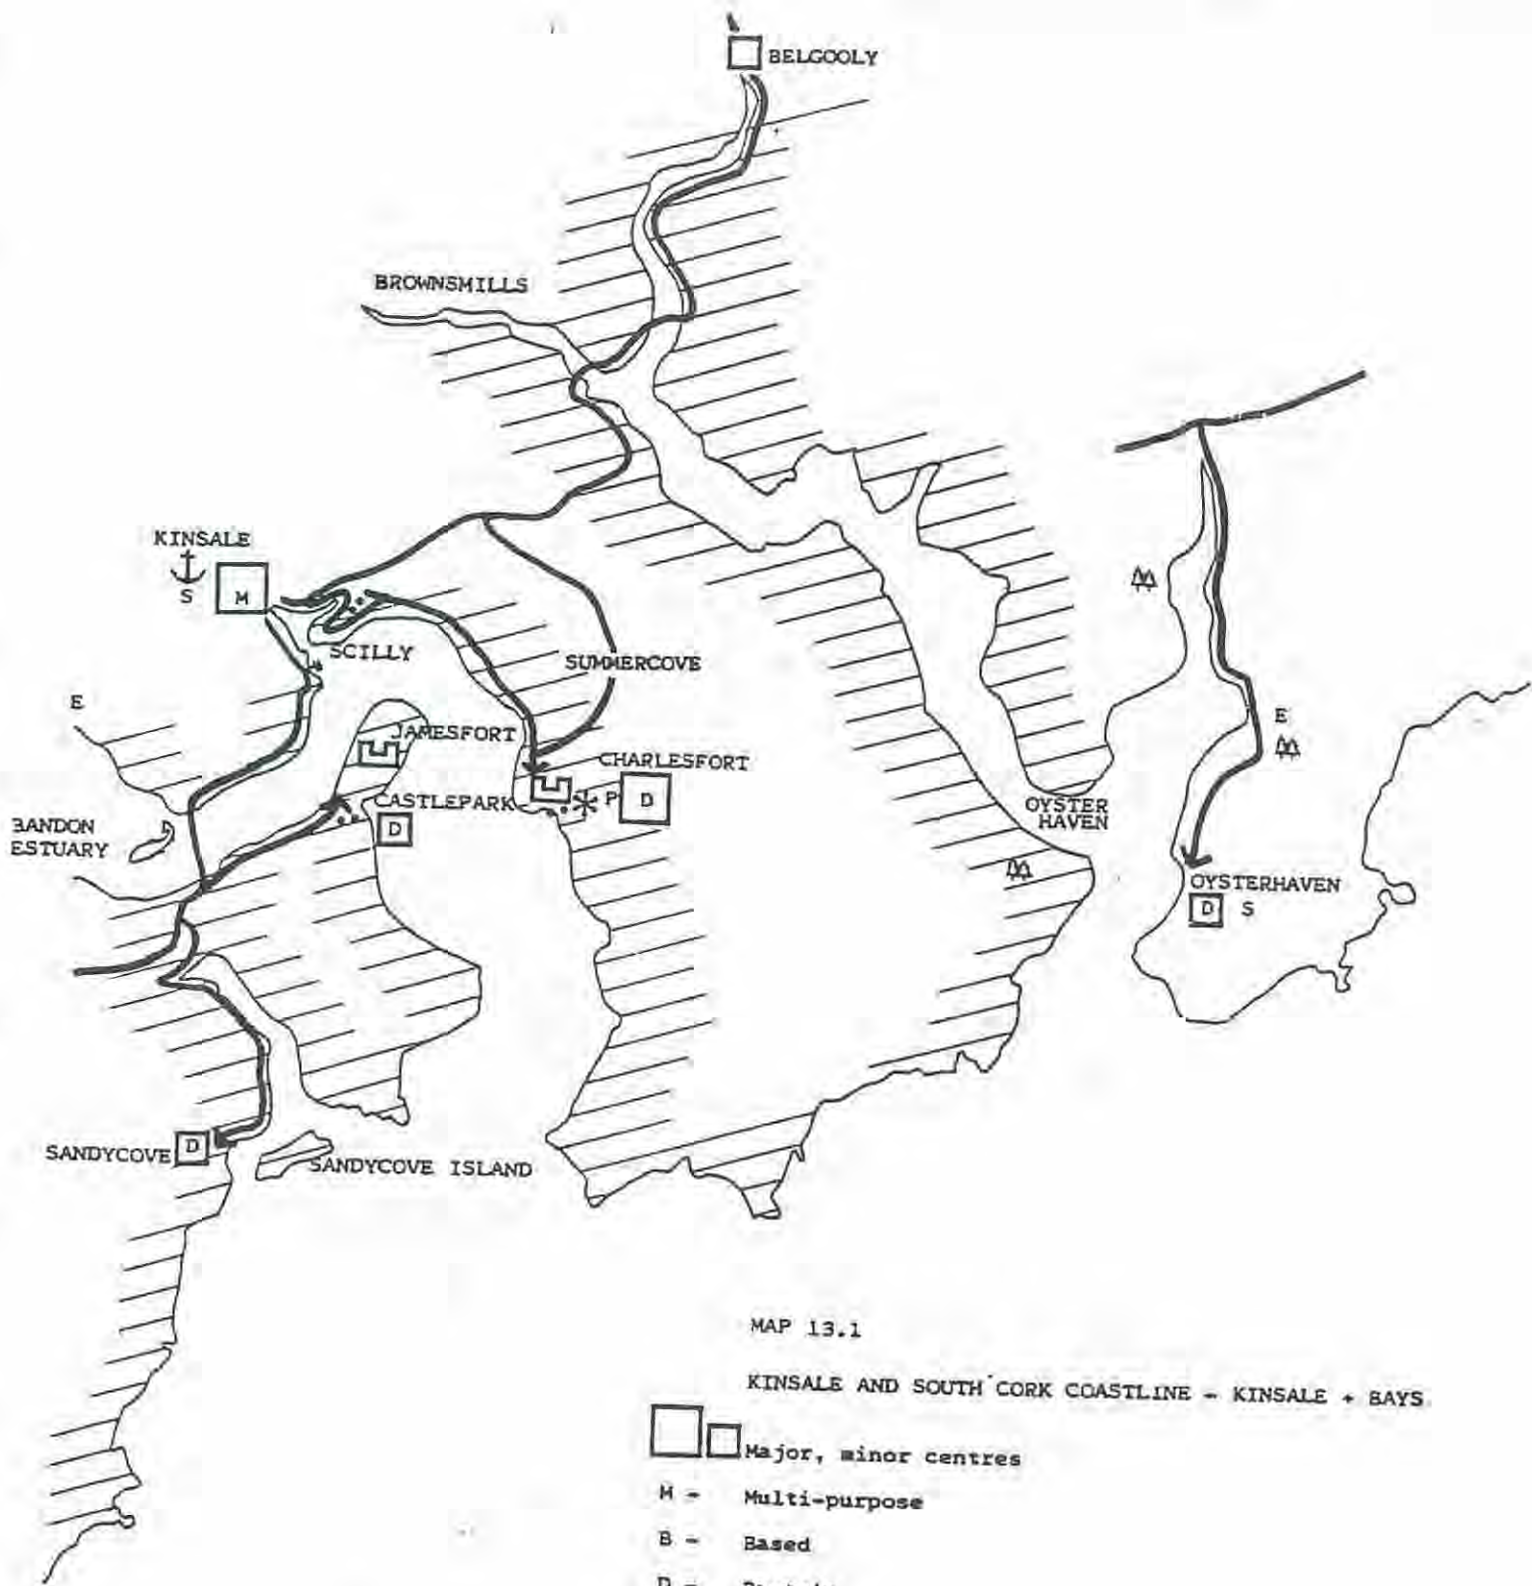 BELGOOLY
BROWNSMILLS
KINSALE
S
M
SCILLY
SUMMERCOVE
E
JAMESFORT
CHARLESFORT
CASTLEPARK
P
D
D
BANDON
ESTUARY
OYSTER
HAVEN
E
OYSTERHAVEN
D S
SANDYCOVE D
SANDYCOVE ISLAND
MAP 13.1
KINSALE AND SOUTH CORK COASTLINE - KINSALE + BAYS
Major, minor centres
M - Multi-purpose
B - Based
D -